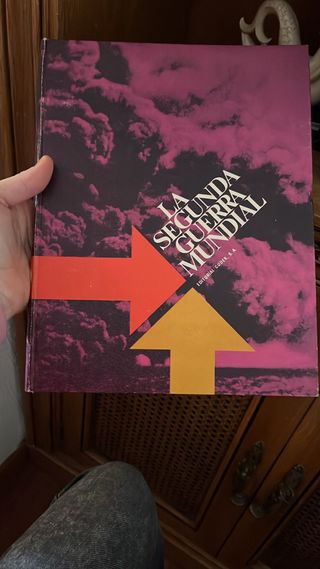 LA
SEGUNDA
GUERRA
MUNDIAL
EDITORIAL CODEX S.A.